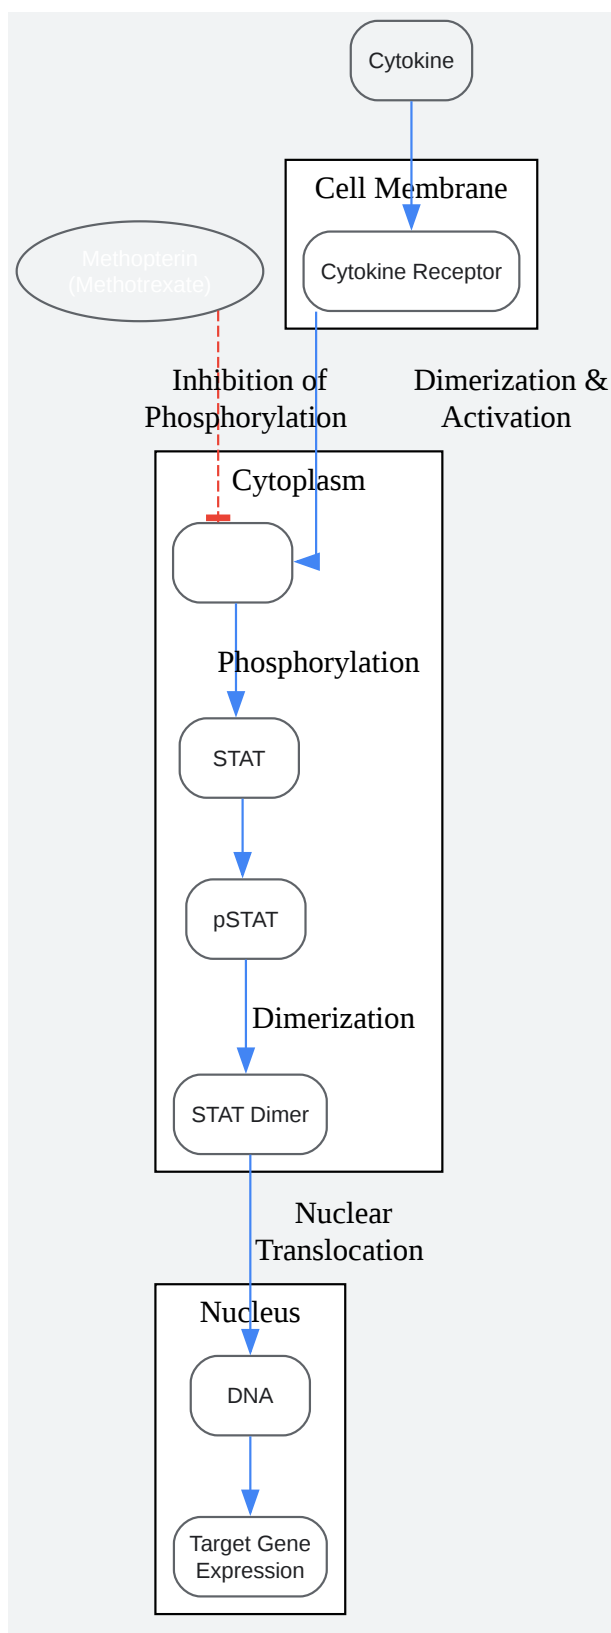 Cytokine
Cell Membrane
Cytokine Receptor
Methopterin
(Methotrexate)
Inhibition of
Phosphorylation
Dimerization &
Activation
Cytoplasm
Phosphorylation
STAT
pSTAT
Dimerization
STAT Dimer
Nuclear
Translocation
Nucleus
DNA
Target Gene
Expression